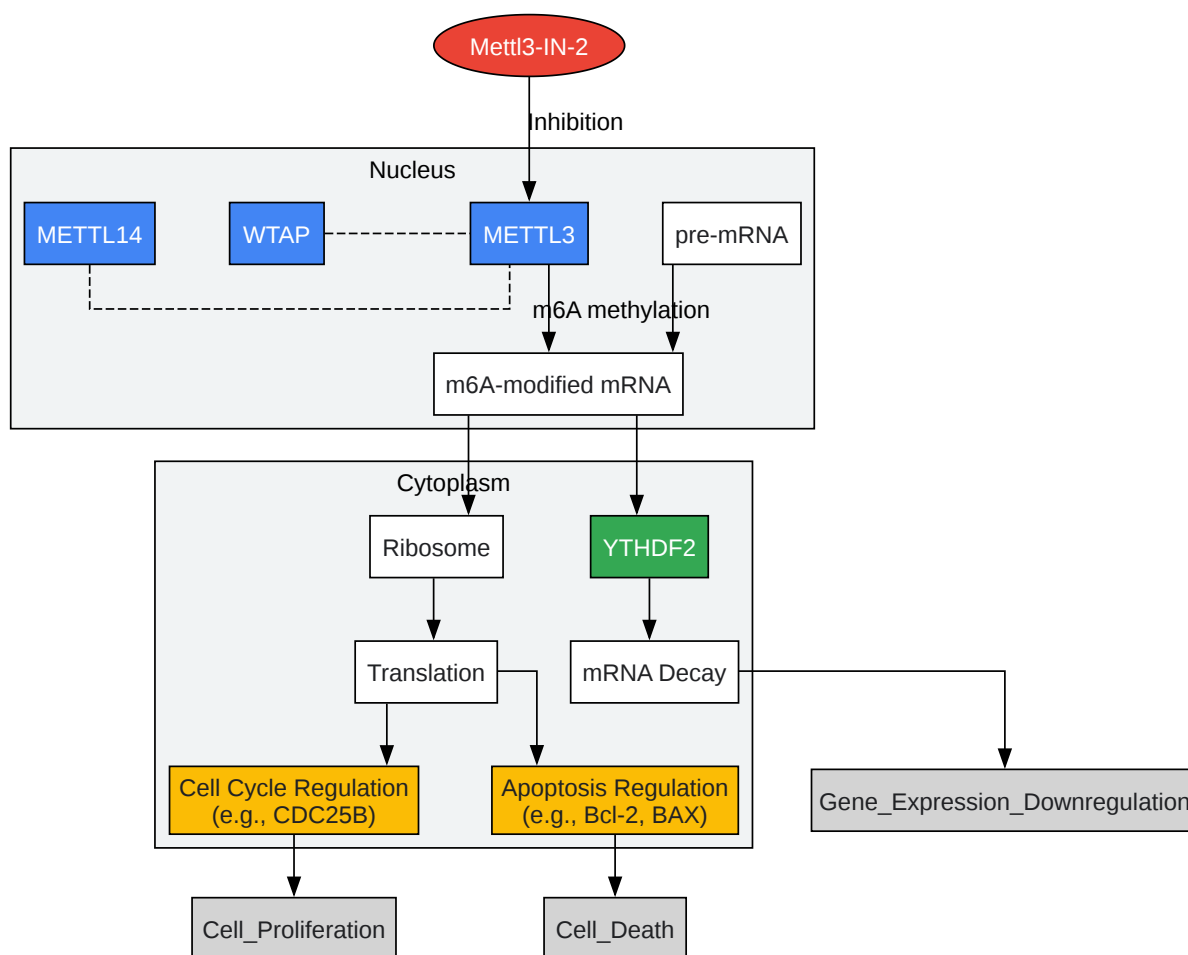 Mettl3-IN-2
Inhibition
Nucleus
METTL14
WTAP
METTL3
pre-mRNA
m6A methylation
m6A-modified mRNA
Cytoplasm
Ribosome
YTHDF2
Translation
mRNA Decay
Cell Cycle Regulation
(e.g., CDC25B)
Apoptosis Regulation
(e.g., Bcl-2, BAX)
Gene_Expression_Downregulation
Cell_Proliferation
Cell_Death